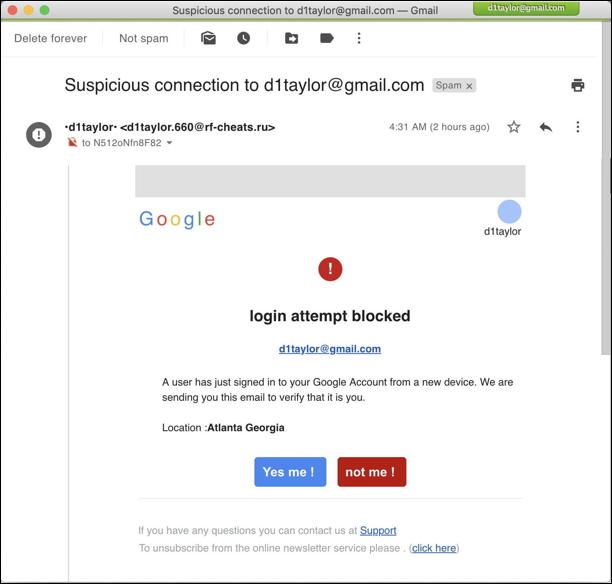 Suspicious connection to d1taylor@gmail.com — Gmail
d1taylor@gmail.com
Delete forever Not spam
Suspicious connection to d1taylor@gmail.com Spam x
·d1taylor· <d1taylor.660@rf-cheats.ru> 4:31 AM (2 hours ago)
to N512oNfn8F82
Google
d1taylor
!
login attempt blocked
d1taylor@gmail.com
A user has just signed in to your Google Account from a new device. We are
sending you this email to verify that it is you.
Location :Atlanta Georgia
Yes me ! not me !
If you have any questions you can contact us at Support
To unsubscribe from the online newsletter service please . (click here)